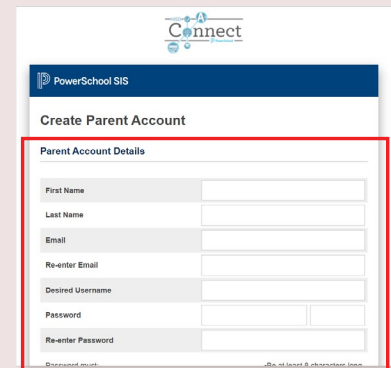 Connect
PowerSchool SIS
Create Parent Account
Parent Account Details
First Name
Last Name
Email
Re-enter Email
Desired Username
Password
Re-enter Password
Password must: •Be at least 8 characters long